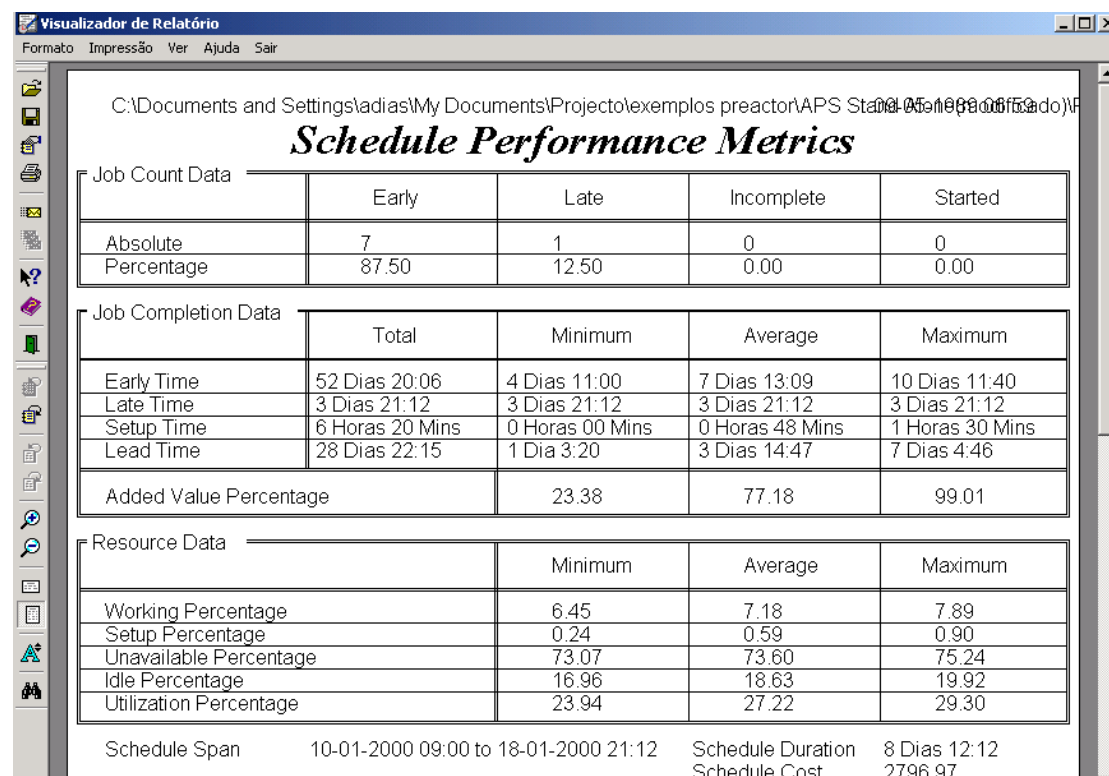 Visualizador de Relatório
Formato Impressão Ver Ajuda Sair
C:\Documents and Settings\adias\My Documents\Projecto\exemplos preactor\APS
Schedule Performance Metrics
Job Count Data
Early Late Incomplete Started
Absolute 7 1 0 0
Percentage 87.50 12.50 0.00 0.00
Job Completion Data
Total Minimum Average Maximum
Early Time 52 Dias 20:06 4 Dias 11:00 7 Dias 13:09 10 Dias 11:40
Late Time 3 Dias 21:12 3 Dias 21:12 3 Dias 21:12 3 Dias 21:12
Setup Time 6 Horas 20 Mins 0 Horas 00 Mins 0 Horas 48 Mins 1 Horas 30 Mins
Lead Time 28 Dias 22:15 1 Dia 3:20 3 Dias 14:47 7 Dias 4:46
Added Value Percentage 23.38 77.18 99.01
Resource Data
Minimum Average Maximum
Working Percentage 6.45 7.18 7.89
Setup Percentage 0.24 0.59 0.90
Unavailable Percentage 73.07 73.60 75.24
Idle Percentage 16.96 18.63 19.92
Utilization Percentage 23.94 27.22 29.30
Schedule Span 10-01-2000 09:00 to 18-01-2000 21:12 Schedule Duration 8 Dias 12:12
Schedule Cost 2796.97